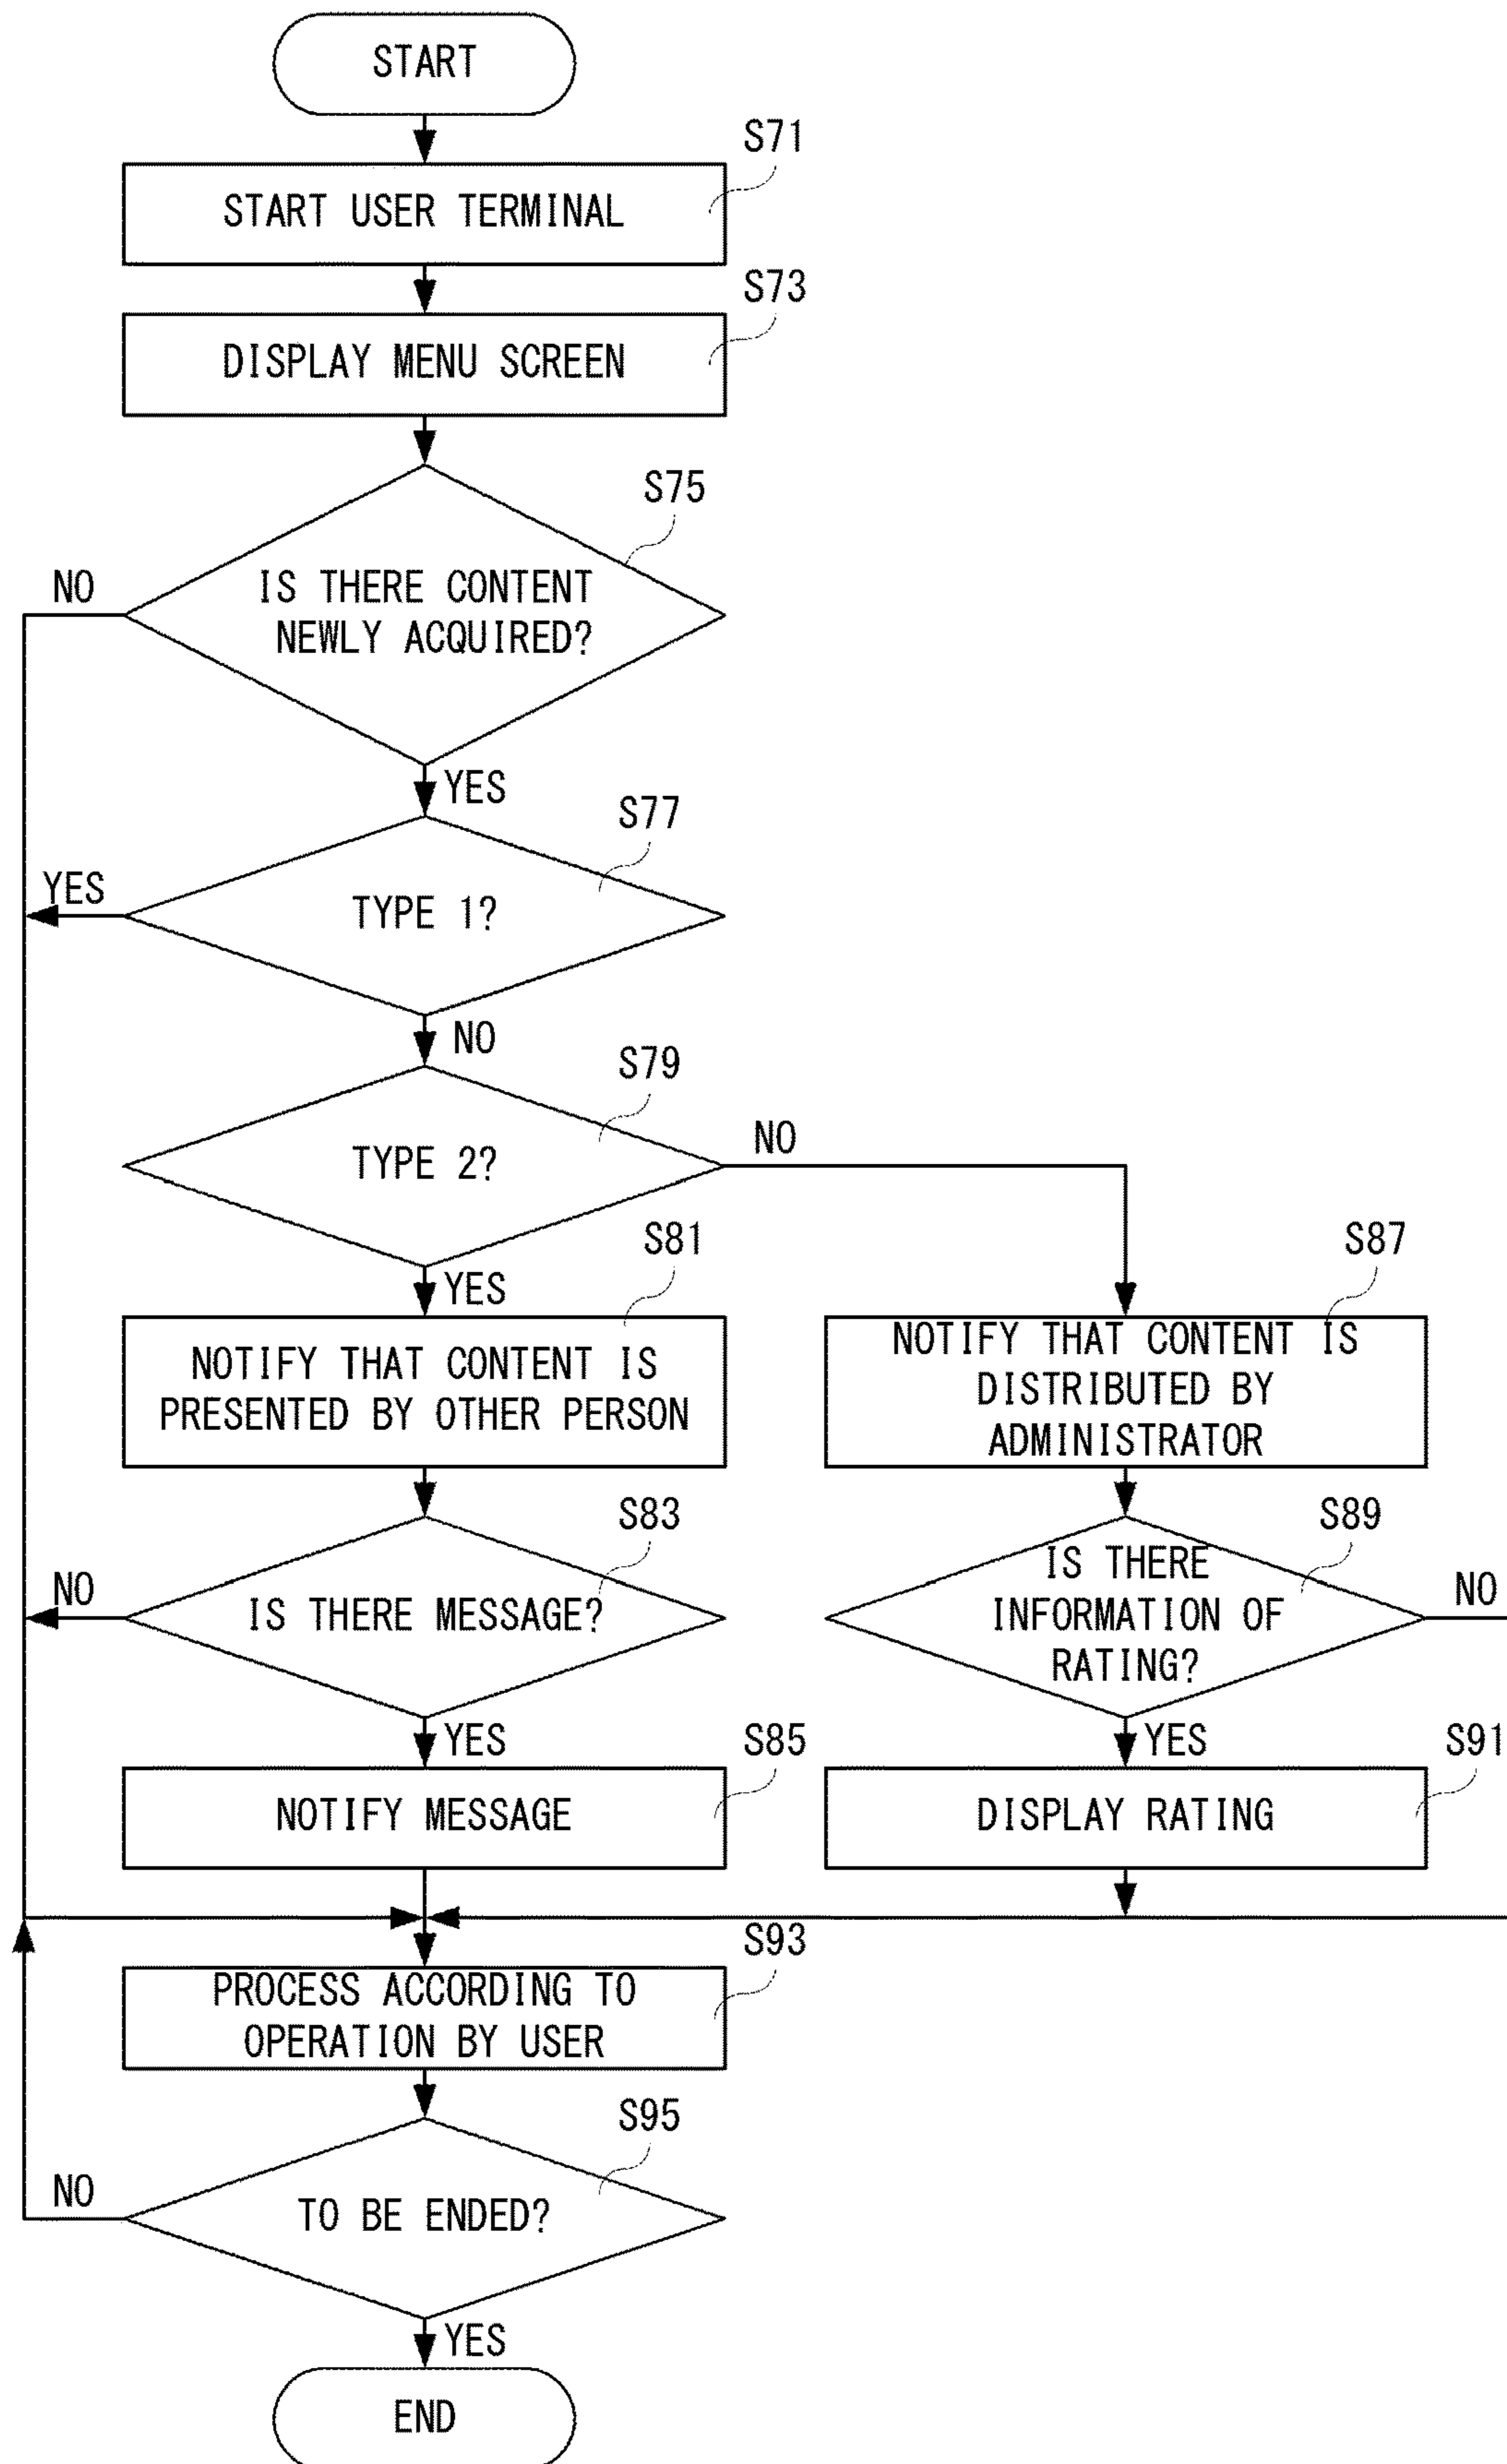 START
S71
START USER TERMINAL
S73
DISPLAY MENU SCREEN
S75
NO
IS THERE CONTENT
NEWLY ACQUIRED?
YES
S77
YES
TYPE 1?
NO
S79
TYPE 2?
NO
S81
YES
NOTIFY THAT CONTENT IS
PRESENTED BY OTHER PERSON
S87
NOTIFY THAT CONTENT IS
DISTRIBUTED BY
ADMINISTRATOR
S83
NO
IS THERE MESSAGE?
S89
IS THERE
INFORMATION OF
RATING?
NO
YES
S85
NOTIFY MESSAGE
YES
S91
DISPLAY RATING
S93
PROCESS ACCORDING TO
OPERATION BY USER
S95
NO
TO BE ENDED?
YES
END